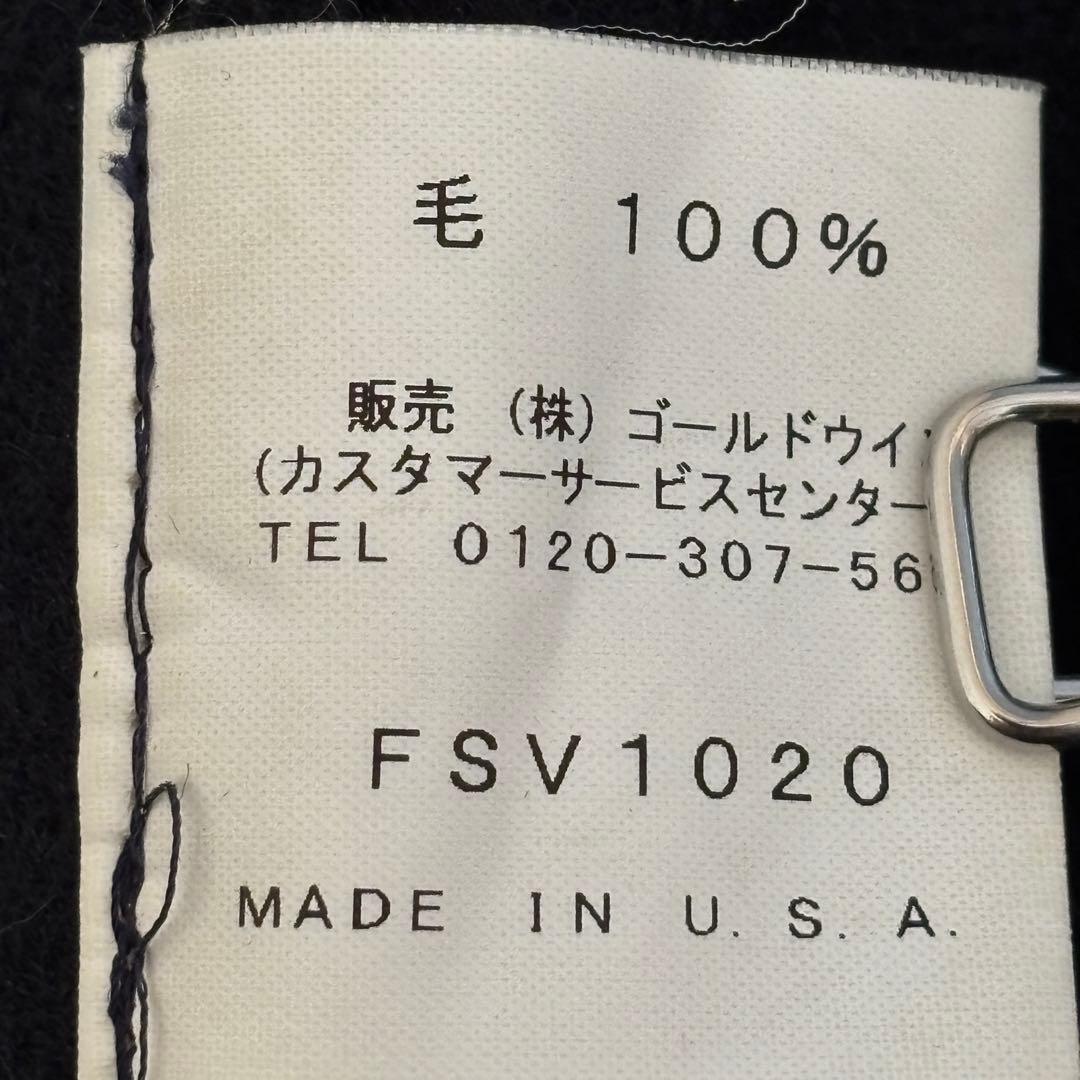 毛 100%
販売 (株)ゴールドウイ
(カスタマーサービスセンター
TEL 0120-307-56
FSV1020
MADE IN U.S.A.